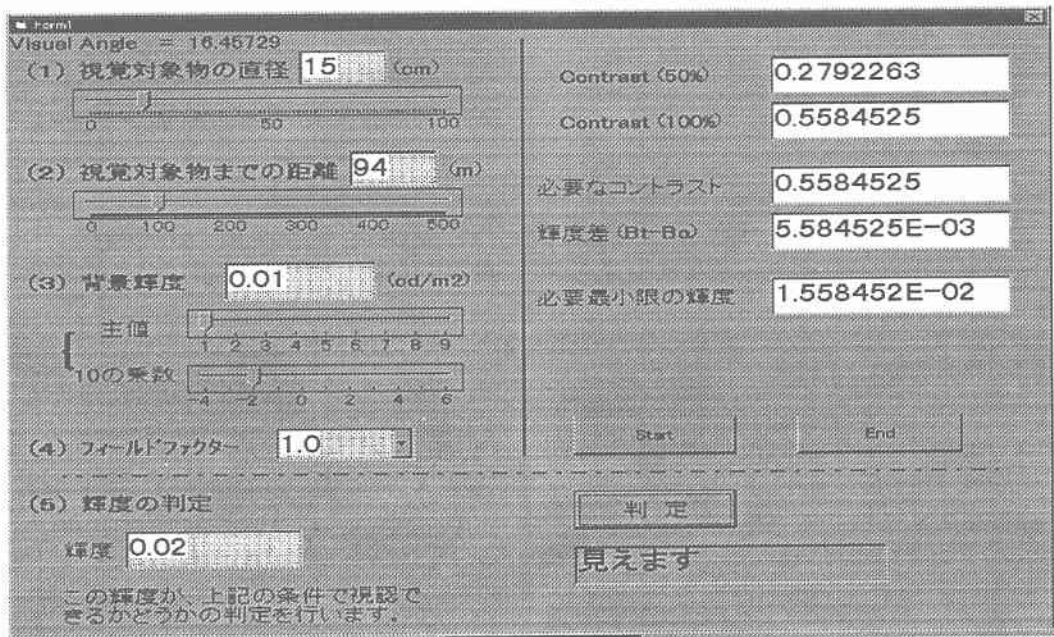 Form1
Visual Angle = 16.45729
(1) 視覚対象物の直径 15 (cm)
0 50 100
(2) 視覚対象物までの距離 94 (m)
0 100 200 300 400 500
(3) 背景輝度 0.01 (cd/m2)
主値
1 2 3 4 5 6 7 8 9
10の乗数
-4 -2 0 2 4 6
(4) フィールドファクター 1.0
Contrast (50%) 0.2792263
Contrast (100%) 0.5584525
必要なコントラスト 0.5584525
輝度差 (Bt-Bo) 5.584525E-03
必要最小限の輝度 1.558452E-02
Start End
(5) 輝度の判定
輝度 0.02
この輝度が、上記の条件で視認で
きるかどうかの判定を行います。
判 定
見えます